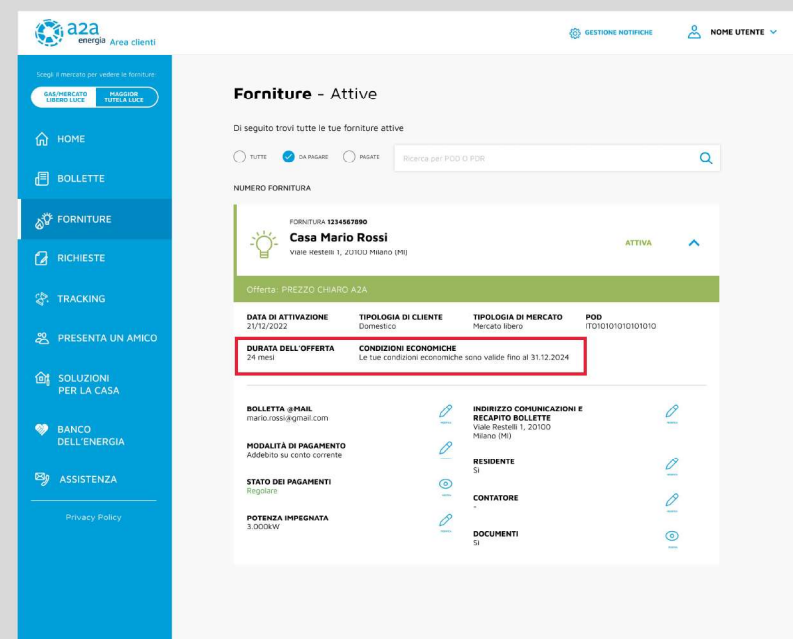 a2a
energia Area clienti
GESTIONE NOTIFICHE
NOME UTENTE
Scegli il mercato per vedere le forniture:
GAS/MERCATO
LIBERO LUCE
MAGGIOR
TUTELA LUCE
HOME
BOLLETTE
FORNITURE
RICHIESTE
TRACKING
PRESENTA UN AMICO
SOLUZIONI
PER LA CASA
BANCO
DELL'ENERGIA
ASSISTENZA
Privacy Policy
Forniture - Attive
Di seguito trovi tutte le tue forniture attive
TUTTE DA PAGARE PAGATE
Ricerca per POD O PDR
NUMERO FORNITURA
FORNITURA 1234567890
Casa Mario Rossi
Viale Restelli 1, 20100 Milano (MI)
ATTIVA
Offerta: PREZZO CHIARO A2A
DATA DI ATTIVAZIONE
21/12/2022
TIPOLOGIA DI CLIENTE
Domestico
TIPOLOGIA DI MERCATO
Mercato libero
POD
IT01010101010101010
DURATA DELL'OFFERTA
24 mesi
CONDIZIONI ECONOMICHE
Le tue condizioni economiche sono valide fino al 31.12.2024
BOLLETTA @MAIL
mario.rossi@gmail.com
MODALITÀ DI PAGAMENTO
Addebito su conto corrente
STATO DEI PAGAMENTI
Regolare
POTENZA IMPEGNATA
3.000kW
INDIRIZZO COMUNICAZIONI E
RECAPITO BOLLETTE
Viale Restelli 1, 20100
Milano (MI)
RESIDENTE
Sì
CONTATORE
-
DOCUMENTI
Sì